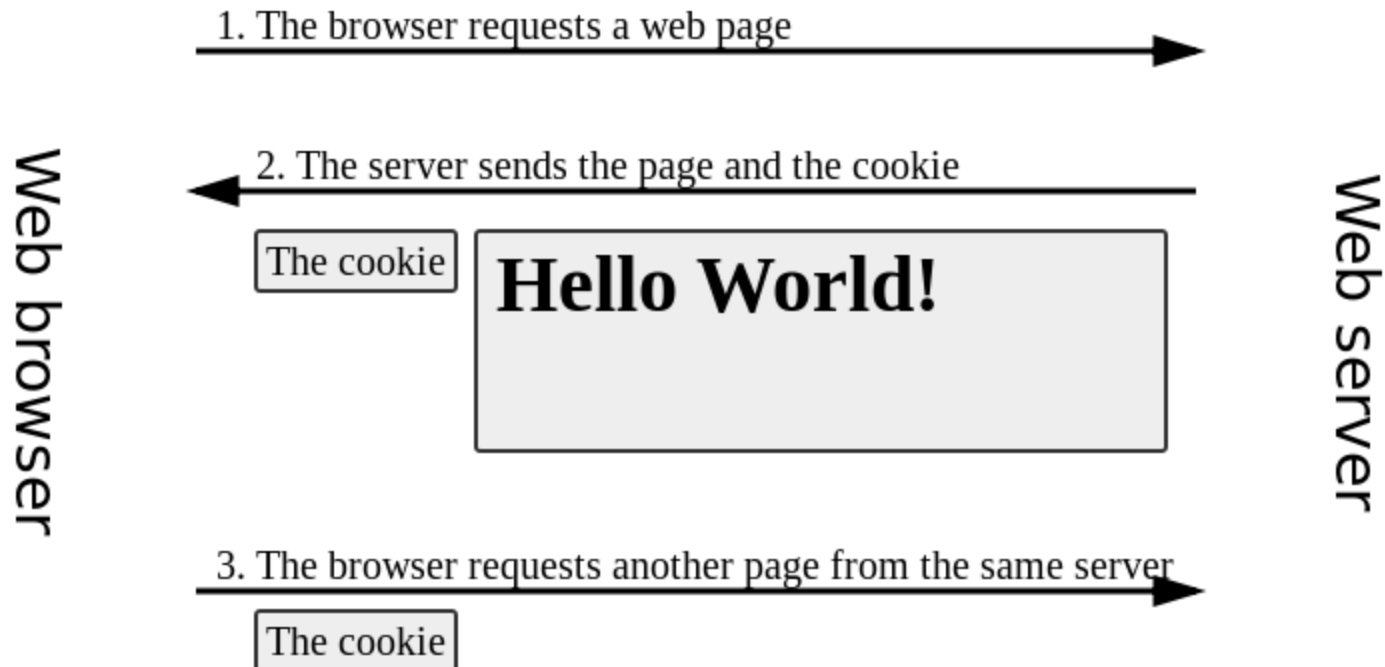 1. The browser requests a web page
2. The server sends the page and the cookie
The cookie
Hello World!
Web browser
Web server
3. The browser requests another page from the same server
The cookie